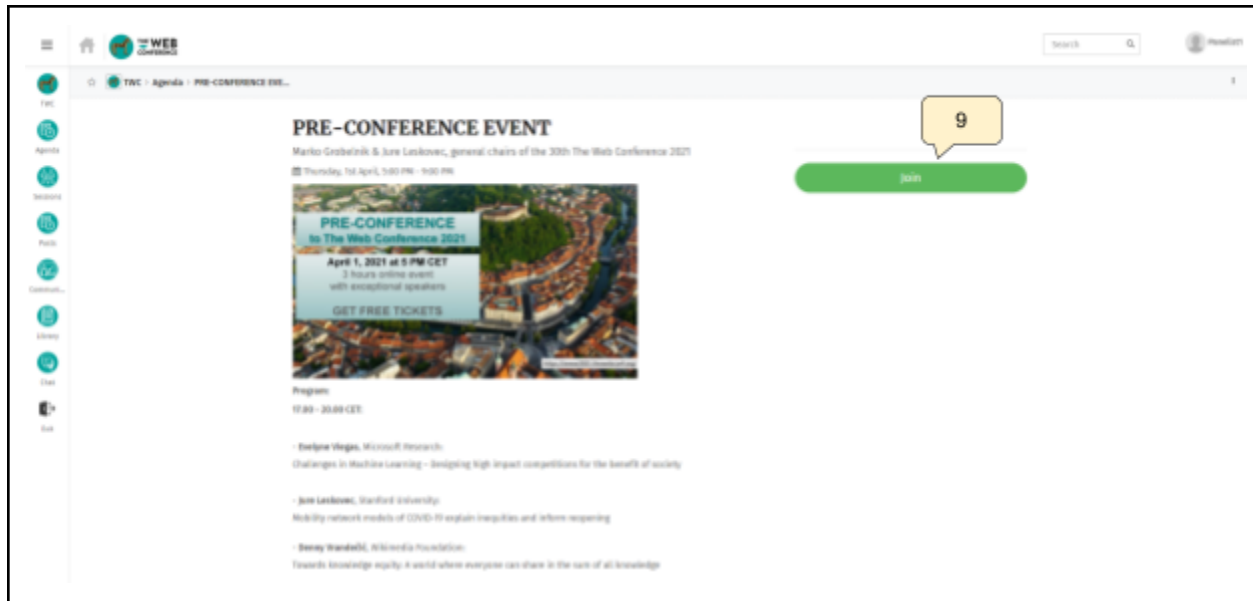 THE WEB CONFERENCE
Search
TWC
TWC > Agenda > PRE-CONFERENCE EVE...
Agenda
Sessions
Polls
Commun...
Library
Chat
Exit
PRE-CONFERENCE EVENT
Marko Grobelnik & Jure Leskovec, general chairs of the 30th The Web Conference 2021
Thursday, 1st April, 5:00 PM - 9:00 PM
9
Join
PRE-CONFERENCE
to The Web Conference 2021
April 1, 2021 at 5 PM CET
3 hours online event
with exceptional speakers
GET FREE TICKETS
Program:
17.00 - 20.00 CET:
- Evelyne Viegas, Microsoft Research:
Challenges in Machine Learning – Designing high impact competitions for the benefit of society
- Jure Leskovec, Stanford University:
Mobility network models of COVID-19 explain inequities and inform reopening
- Denny Vrandečić, Wikimedia Foundation:
Towards knowledge equity: A world where everyone can share in the sum of all knowledge